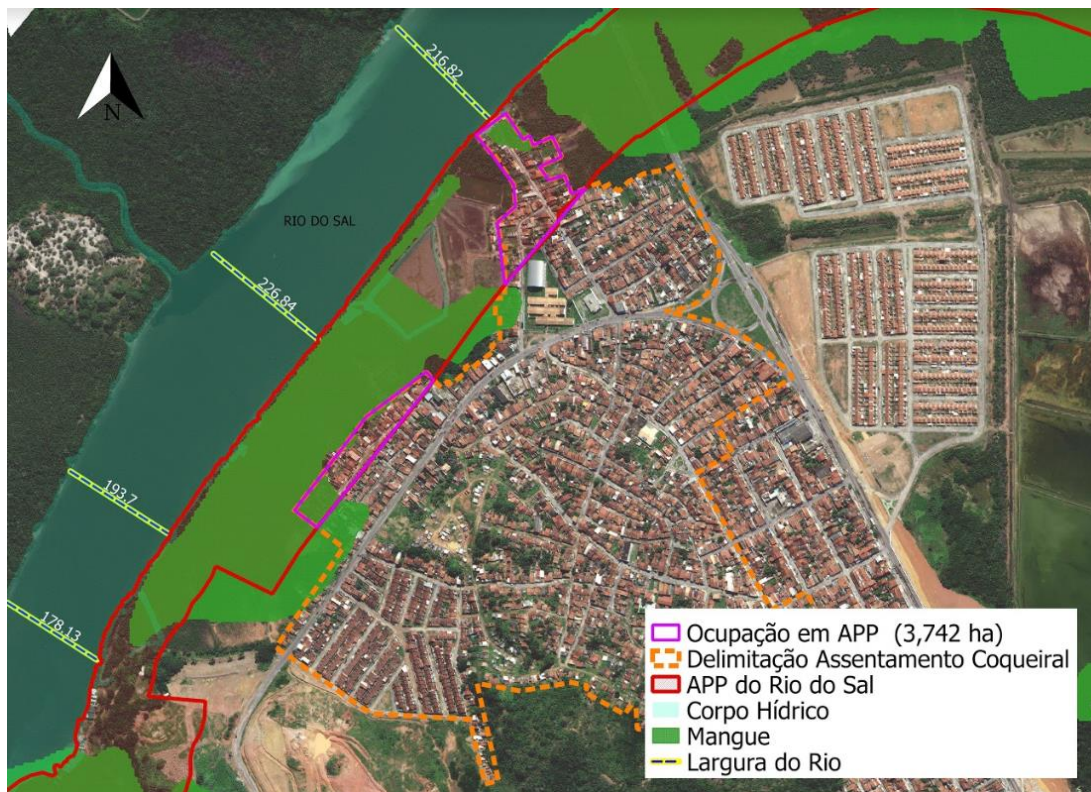 216,82
N
RIO DO SAL
226,84
193,7
178,13
Ocupação em APP (3,742 ha)
Delimitação Assentamento Coqueiral
APP do Rio do Sal
Corpo Hídrico
Mangue
Largura do Rio